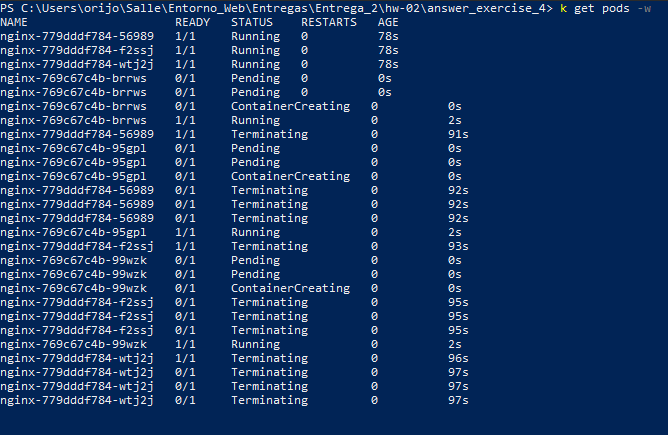 PS C:\Users\orijo\Salle\Entorno_Web\Entregas\Entrega_2\hw-02\answer_exercise_4> k get pods -w
NAME READY STATUS RESTARTS AGE
nginx-779dddf784-56989 1/1 Running 0 78s
nginx-779dddf784-f2ssj 1/1 Running 0 78s
nginx-779dddf784-wtj2j 1/1 Running 0 78s
nginx-769c67c4b-brrws 0/1 Pending 0 0s
nginx-769c67c4b-brrws 0/1 Pending 0 0s
nginx-769c67c4b-brrws 0/1 ContainerCreating 0 0s
nginx-769c67c4b-brrws 1/1 Running 0 2s
nginx-779dddf784-56989 1/1 Terminating 0 91s
nginx-769c67c4b-95gpl 0/1 Pending 0 0s
nginx-769c67c4b-95gpl 0/1 Pending 0 0s
nginx-769c67c4b-95gpl 0/1 ContainerCreating 0 0s
nginx-779dddf784-56989 0/1 Terminating 0 92s
nginx-779dddf784-56989 0/1 Terminating 0 92s
nginx-779dddf784-56989 0/1 Terminating 0 92s
nginx-769c67c4b-95gpl 1/1 Running 0 2s
nginx-779dddf784-f2ssj 1/1 Terminating 0 93s
nginx-769c67c4b-99wzk 0/1 Pending 0 0s
nginx-769c67c4b-99wzk 0/1 Pending 0 0s
nginx-769c67c4b-99wzk 0/1 ContainerCreating 0 0s
nginx-779dddf784-f2ssj 0/1 Terminating 0 95s
nginx-779dddf784-f2ssj 0/1 Terminating 0 95s
nginx-779dddf784-f2ssj 0/1 Terminating 0 95s
nginx-769c67c4b-99wzk 1/1 Running 0 2s
nginx-779dddf784-wtj2j 1/1 Terminating 0 96s
nginx-779dddf784-wtj2j 0/1 Terminating 0 97s
nginx-779dddf784-wtj2j 0/1 Terminating 0 97s
nginx-779dddf784-wtj2j 0/1 Terminating 0 97s